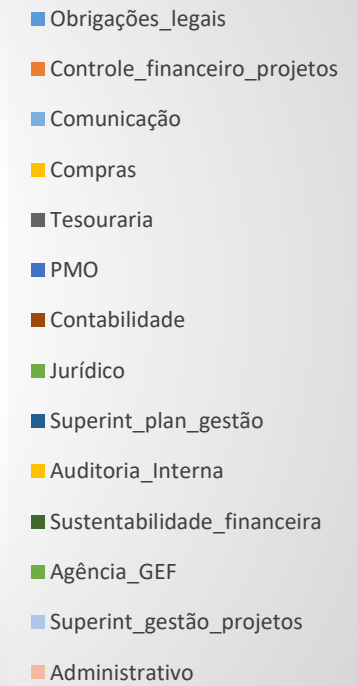 Obrigações_legais
Controle_financeiro_projetos
Comunicação
Compras
Tesouraria
PMO
Contabilidade
Jurídico
Superint_plan_gestão
Auditoria_Interna
Sustentabilidade_financeira
Agência_GEF
Superint_gestão_projetos
Administrativo